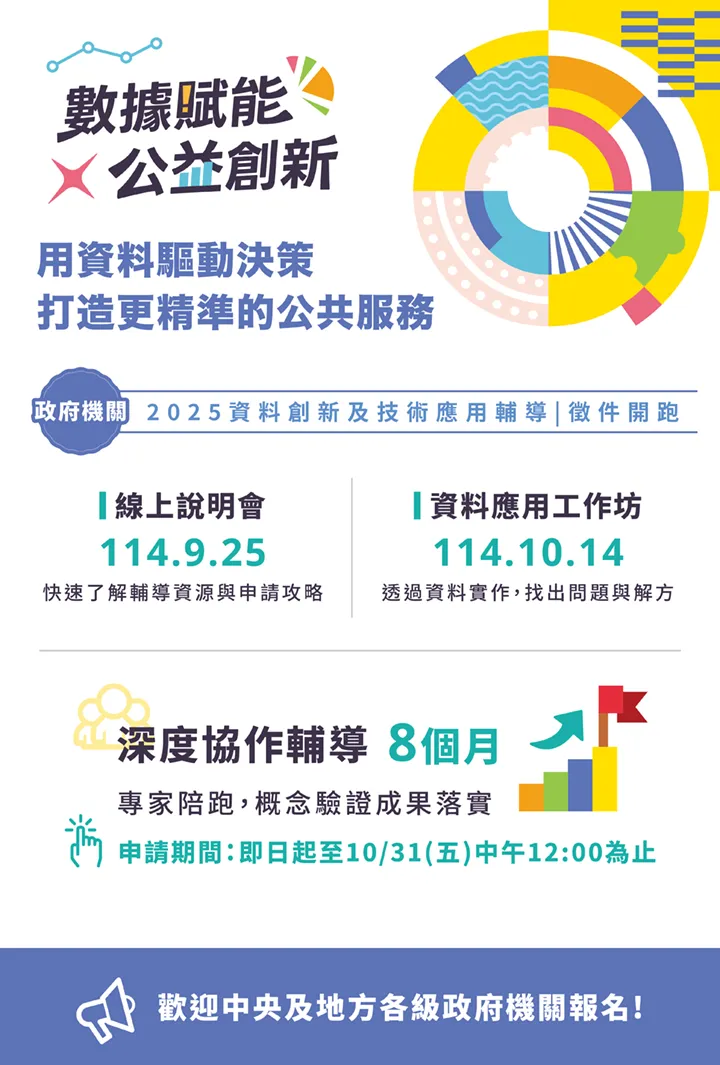 數據賦能
公益創新
用資料驅動決策
打造更精準的公共服務
政府機關
2025資料創新及技術應用輔導|徵件開跑
線上說明會
114.9.25
快速了解輔導資源與申請攻略
資料應用工作坊
114.10.14
透過資料實作,找出問題與解方
深度協作輔導 8個月
專家陪跑,概念驗證成果落實
申請期間:即日起至10/31(五)中午12:00為止
歡迎中央及地方各級政府機關報名!